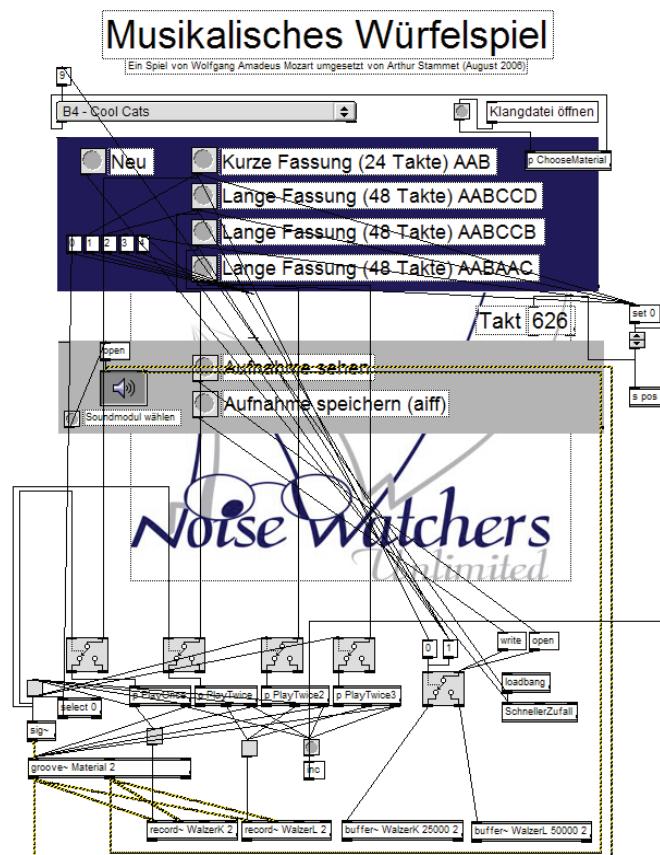 Musikalisches Würfelspiel
Ein Spiel von Wolfgang Amadeus Mozart umgesetzt von Arthur Stammet (August 2006)
9
B4 - Cool Cats
Klangdatei öffnen
p ChooseMaterial
Neu
Kurze Fassung (24 Takte) AAB
Lange Fassung (48 Takte) AABCCD
Lange Fassung (48 Takte) AABCCB
0 1 2 3 4
Lange Fassung (48 Takte) AABAAC
Takt 626
set 0
open
Aufnahme sehen
s pos
Aufnahme speichern (aiff)
Soundmodul wählen
Noise Watchers
Unlimited
0 1
write
open
loadbang
p PlayOnce
p PlayTwice
p PlayTwice2
p PlayTwice3
select 0
SchnellerZufall
sig~
groove~ Material 2
inc
record~ WalzerK 2
record~ WalzerL 2
buffer~ WalzerK 25000 2
buffer~ WalzerL 50000 2